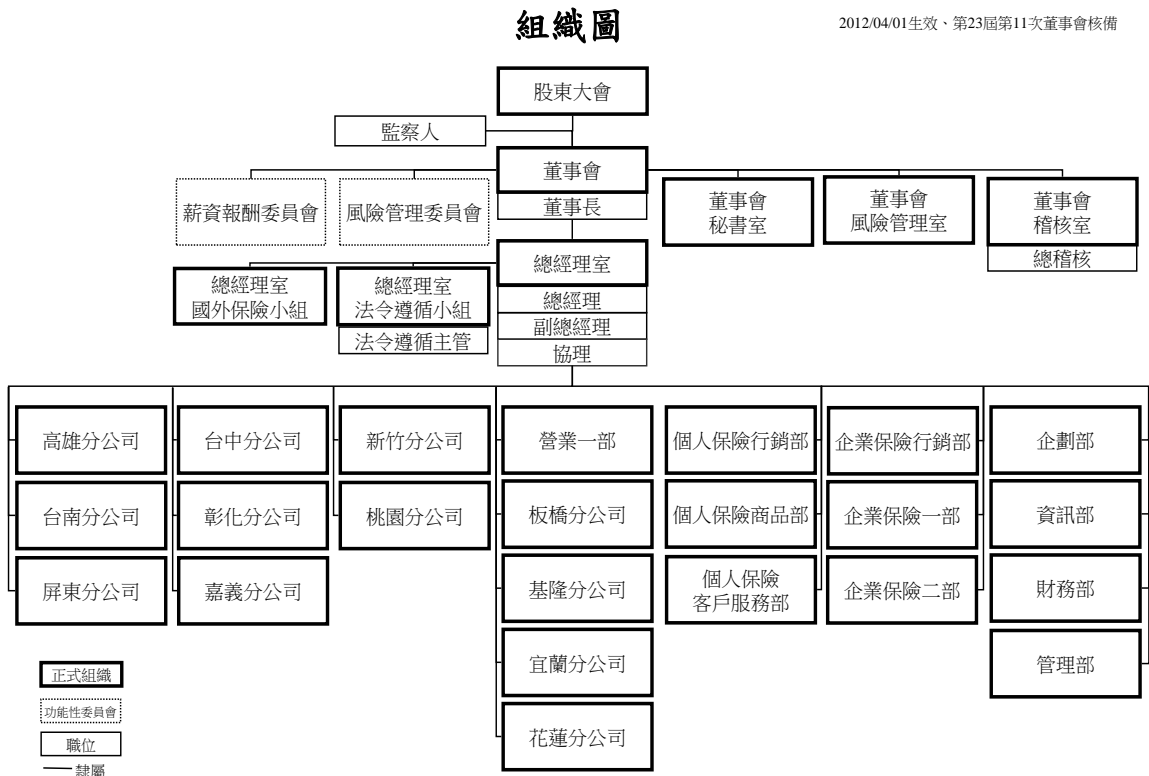 組織圖
2012/04/01生效、第23屆第11次董事會核備
股東大會
監察人
董事會
董事長
薪資報酬委員會
風險管理委員會
董事會
秘書室
董事會
風險管理室
董事會
稽核室
總稽核
總經理室
總經理
副總經理
協理
總經理室
國外保險小組
總經理室
法令遵循小組
法令遵循主管
高雄分公司
台南分公司
屏東分公司
台中分公司
彰化分公司
嘉義分公司
新竹分公司
桃園分公司
營業一部
板橋分公司
基隆分公司
宜蘭分公司
花蓮分公司
個人保險行銷部
個人保險商品部
個人保險
客戶服務部
企業保險行銷部
企業保險一部
企業保險二部
企劃部
資訊部
財務部
管理部
正式組織
功能性委員會
職位
隸屬